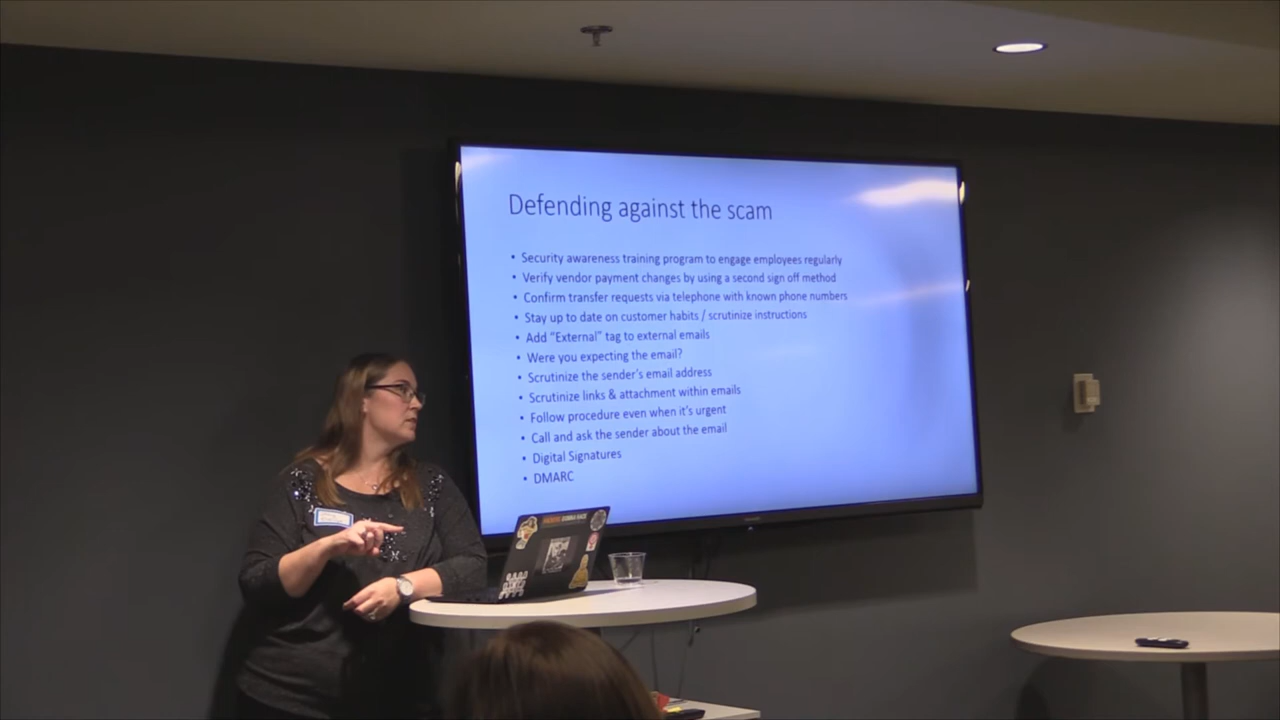 Defending against the scam
• Security awareness training program to engage employees regularly
• Verify vendor payment changes by using a second sign off method
• Confirm transfer requests via telephone with known phone numbers
• Stay up to date on customer habits / scrutinize instructions
• Add “External” tag to external emails
• Were you expecting the email?
• Scrutinize the sender's email address
• Scrutinize links & attachment within emails
• Follow procedure even when it's urgent
• Call and ask the sender about the email
• Digital Signatures
• DMARC